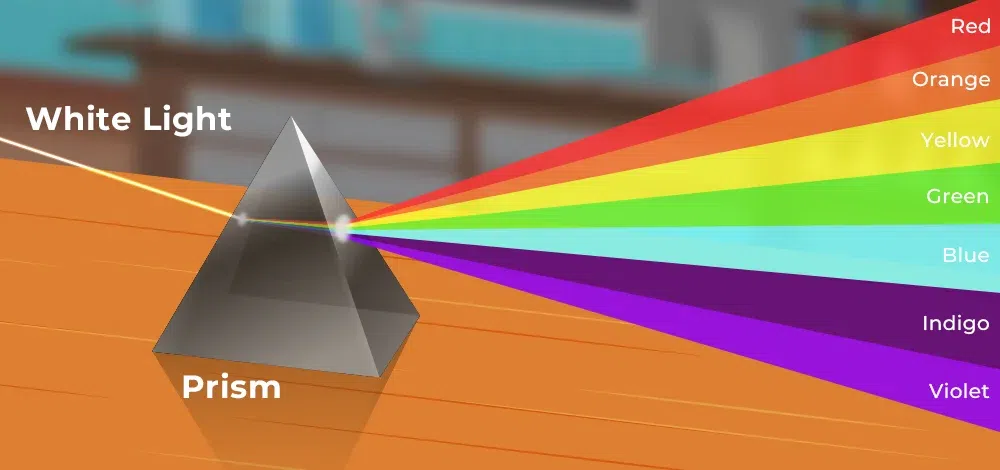 White Light
Prism
Red
Orange
Yellow
Green
Blue
Indigo
Violet